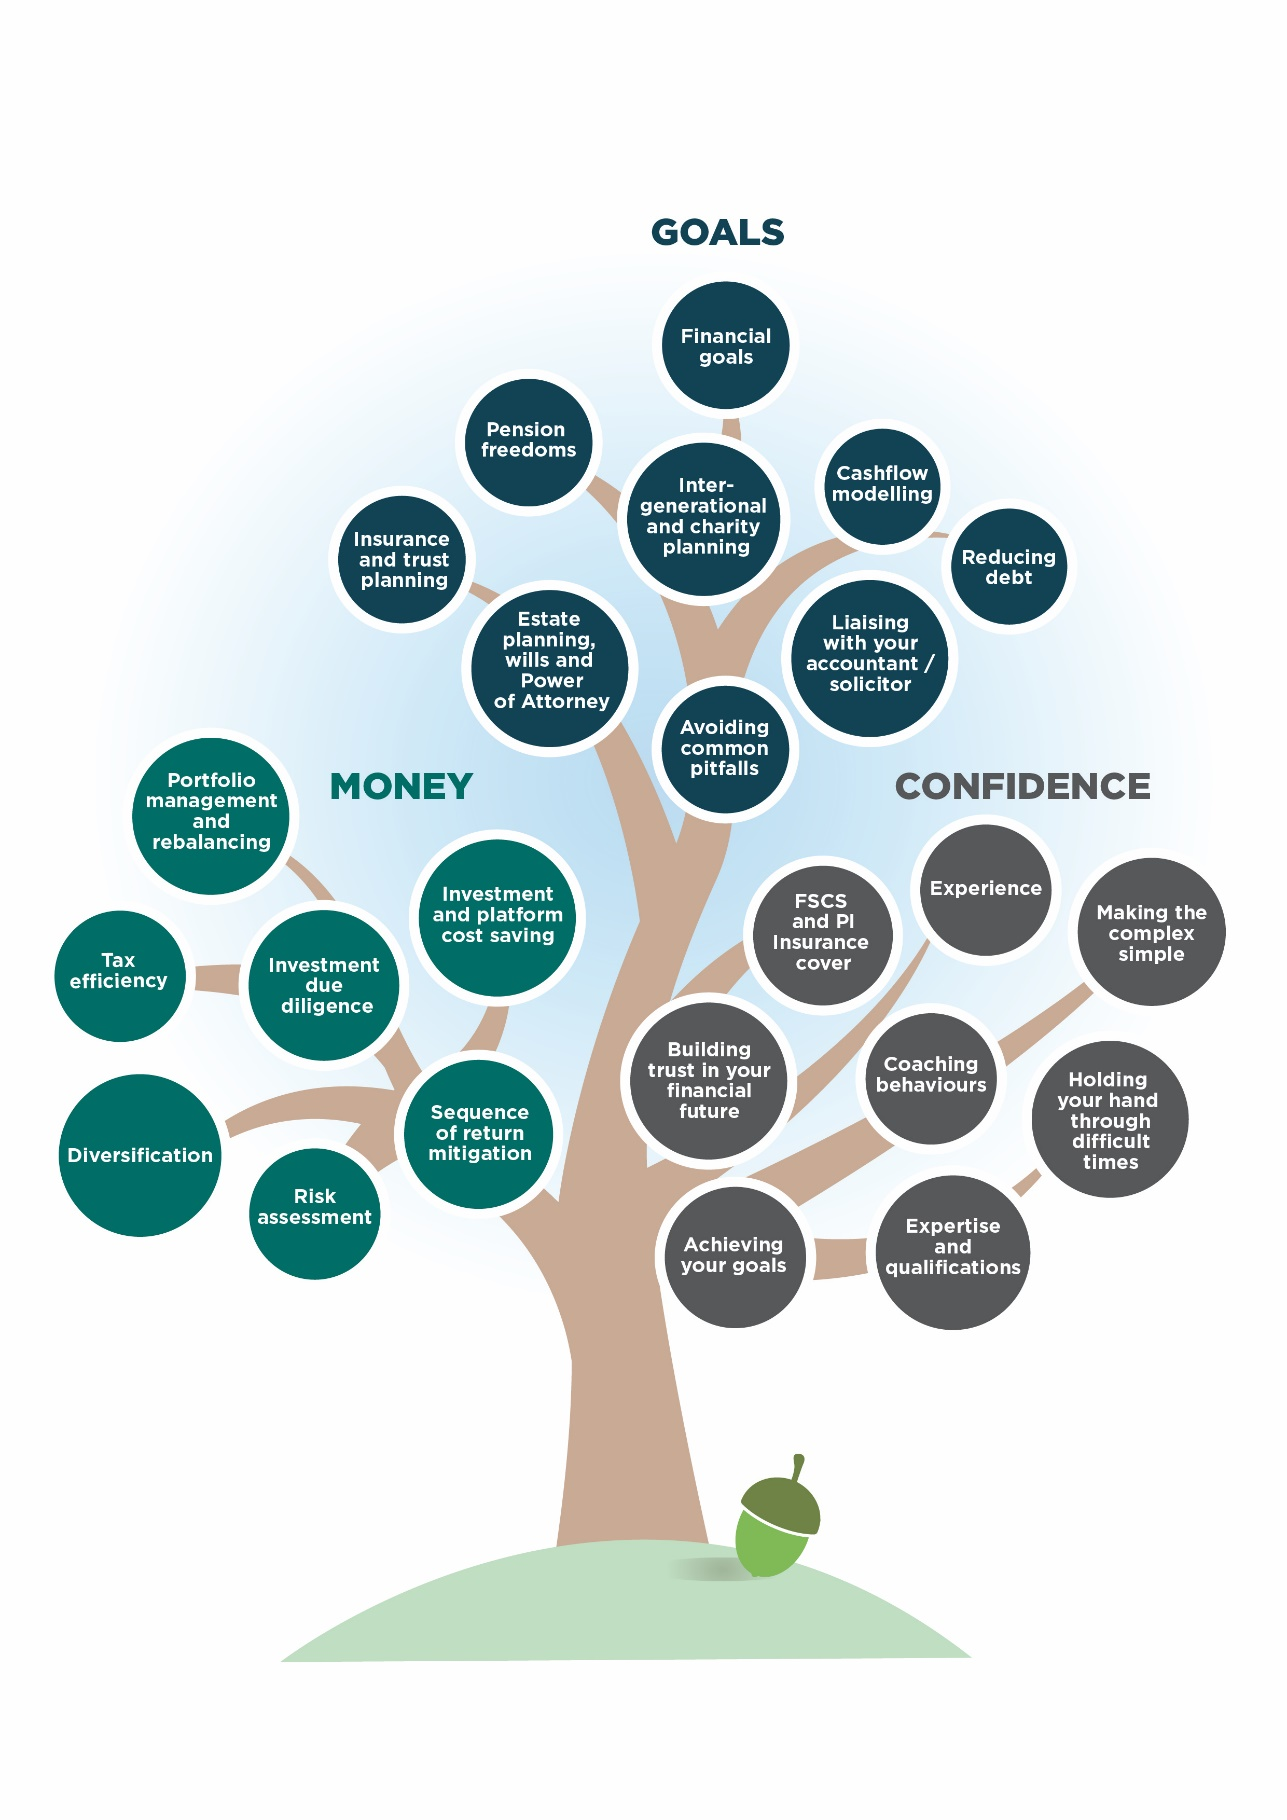 GOALS
Financial
goals
Pension
freedoms
Inter-
generational
and charity
planning
Cashflow
modelling
Insurance
and trust
planning
Reducing
debt
Estate
planning,
wills and
Power
of Attorney
Liaising
with your
accountant /
solicitor
Avoiding
common
pitfalls
MONEY
Portfolio
management
and
rebalancing
Investment
and platform
cost saving
Tax
efficiency
Investment
due
diligence
Diversification
Sequence
of return
mitigation
Risk
assessment
CONFIDENCE
FSCS
and PI
Insurance
cover
Experience
Making the
complex
simple
Building
trust in your
financial
future
Coaching
behaviours
Holding
your hand
through
difficult
times
Achieving
your goals
Expertise
and
qualifications